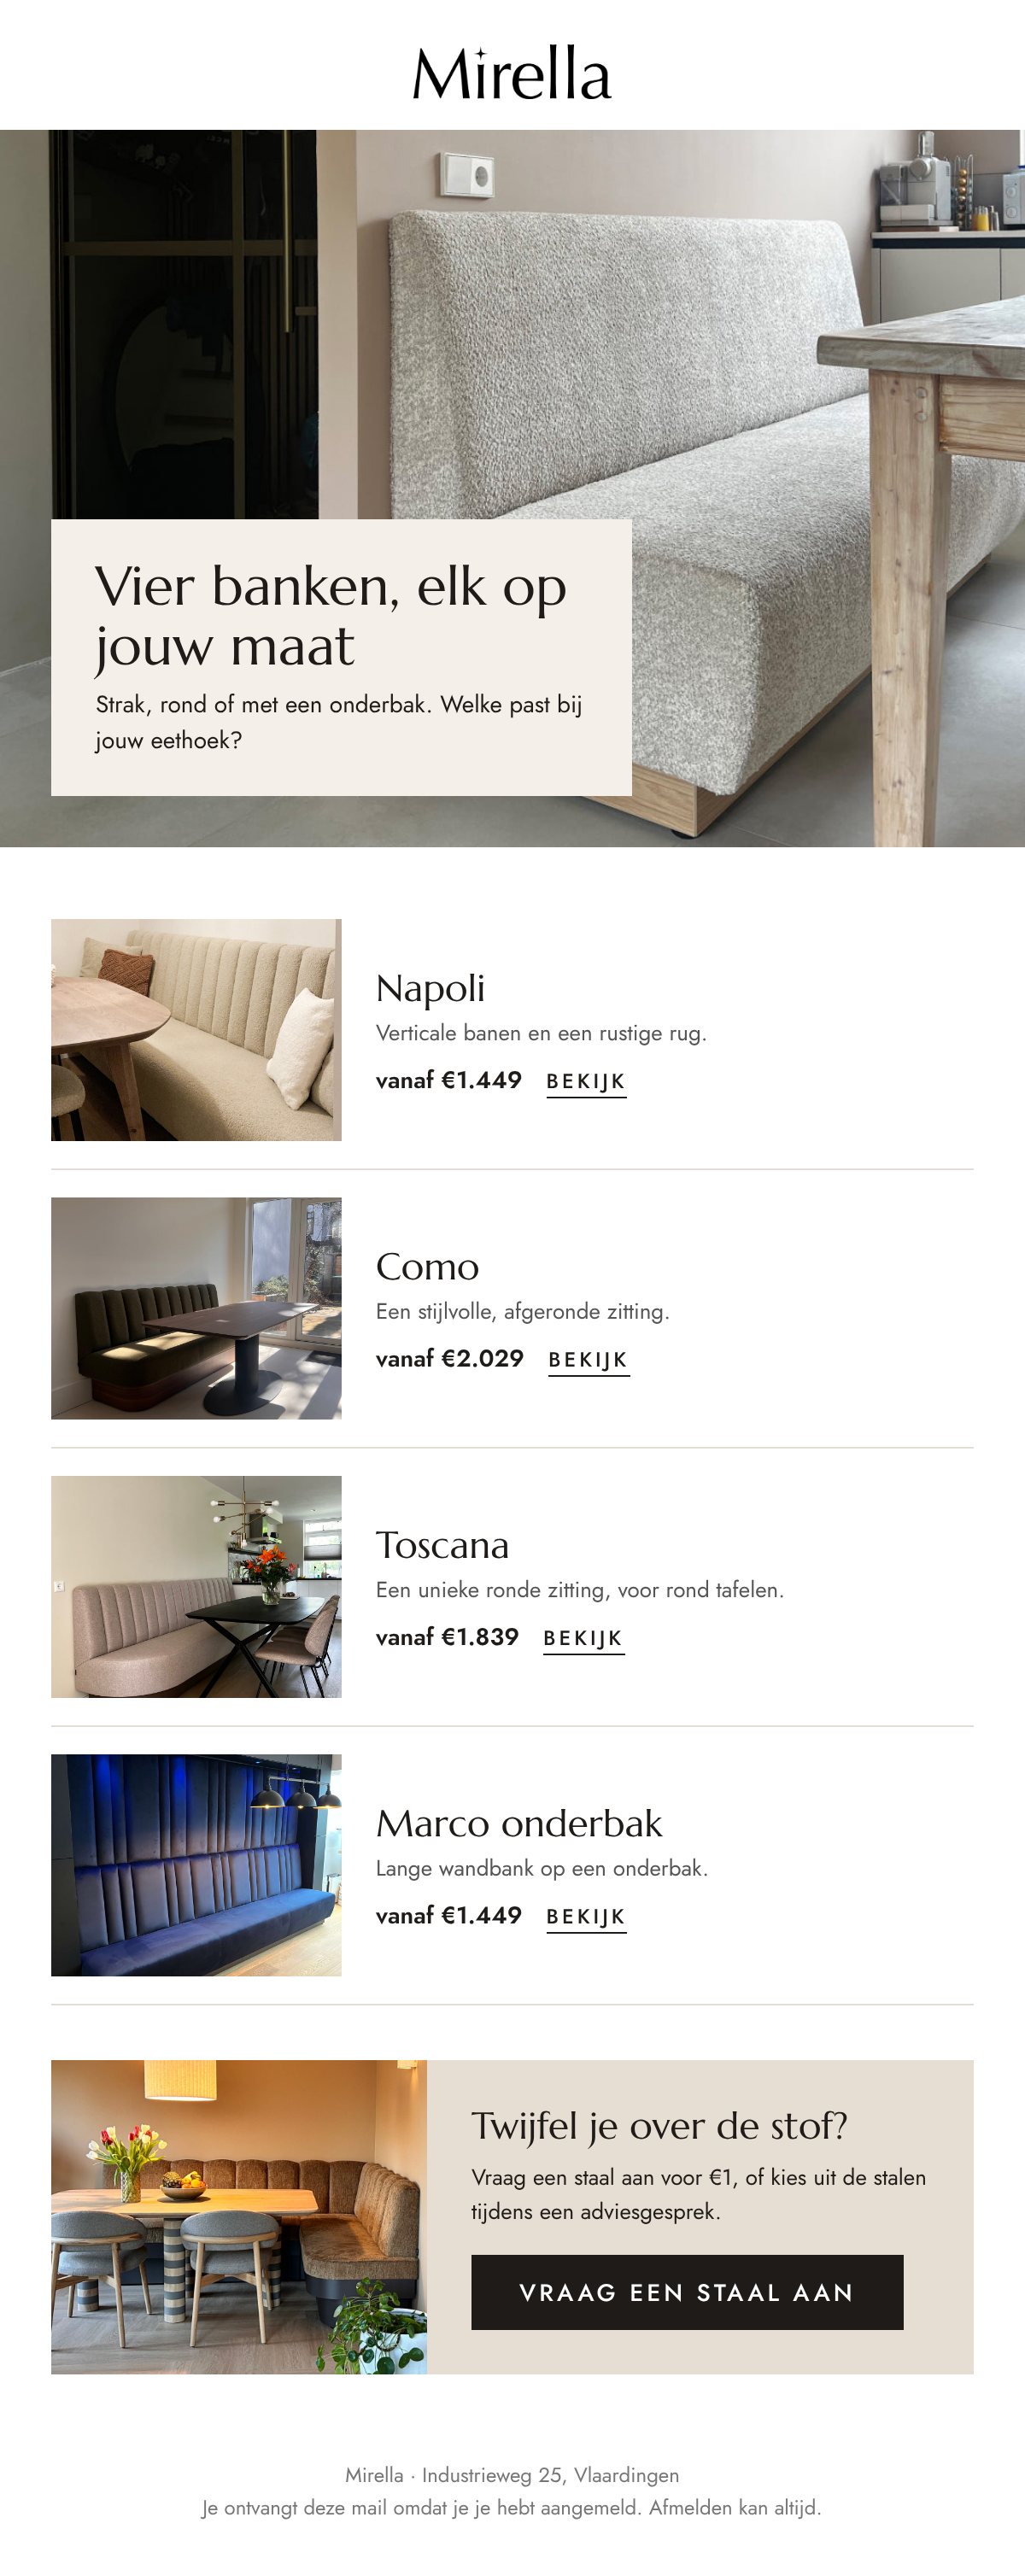 Mirella
Vier banken, elk op
jouw maat
Strak, rond of met een onderbak. Welke past bij
jouw eethoek?
Napoli
Verticale banen en een rustige rug.
vanaf €1.449 BEKIJK
Como
Een stijlvolle, afgeronde zitting.
vanaf €2.029 BEKIJK
Toscana
Een unieke ronde zitting, voor rond tafelen.
vanaf €1.839 BEKIJK
Marco onderbak
Lange wandbank op een onderbak.
vanaf €1.449 BEKIJK
Twijfel je over de stof?
Vraag een staal aan voor €1, of kies uit de stalen
tijdens een adviesgesprek.
VRAAG EEN STAAL AAN
Mirella · Industrieweg 25, Vlaardingen
Je ontvangt deze mail omdat je je hebt aangemeld. Afmelden kan altijd.